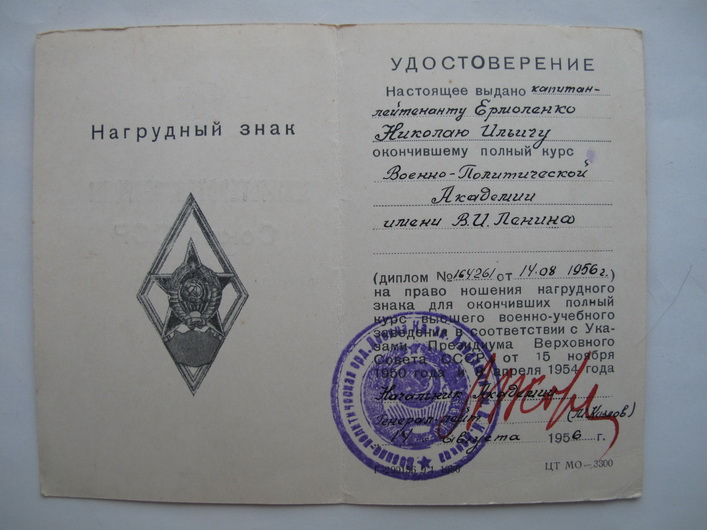 Нагрудный знак
УДОСТОВЕРЕНИЕ
Настоящее выдано капитан-
лейтенанту Ермоленко
Николаю Ильичу
окончившему полный курс
Военно-Политической
Академии
имени В.И. Ленина
(диплом № 164261 от 14.08 1956 г.)
на право ношения нагрудного
знака для окончивших полный
курс высшего военно-учебного
заведения в соответствии с Ука-
зами Президиума Верховного
Совета СССР от 15 ноября
1950 года и апреля 1954 года
Начальник Академии
Генерал-лейт.
14 августа 1956 г.
ЦТ МО—3300